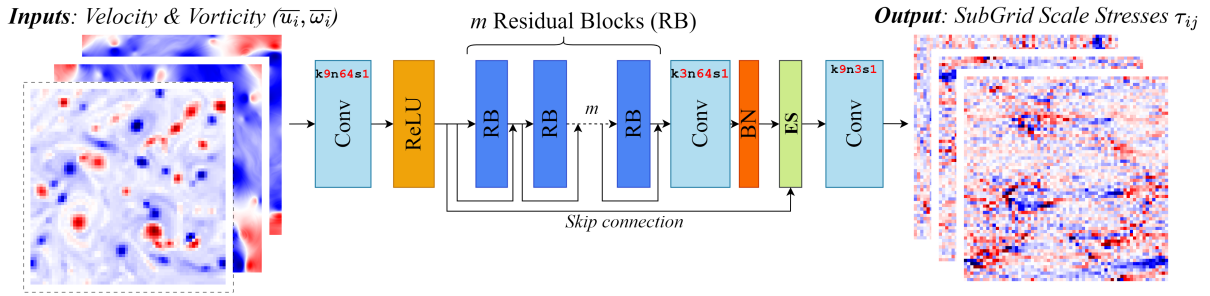 Inputs: Velocity & Vorticity (u̅ᵢ, ω̅ᵢ)
m Residual Blocks (RB)
Output: SubGrid Scale Stresses τᵢⱼ
k9n64s1
Conv
ReLU
RB
RB
m
RB
k3n64s1
Conv
BN
ES
k9n3s1
Conv
Skip connection